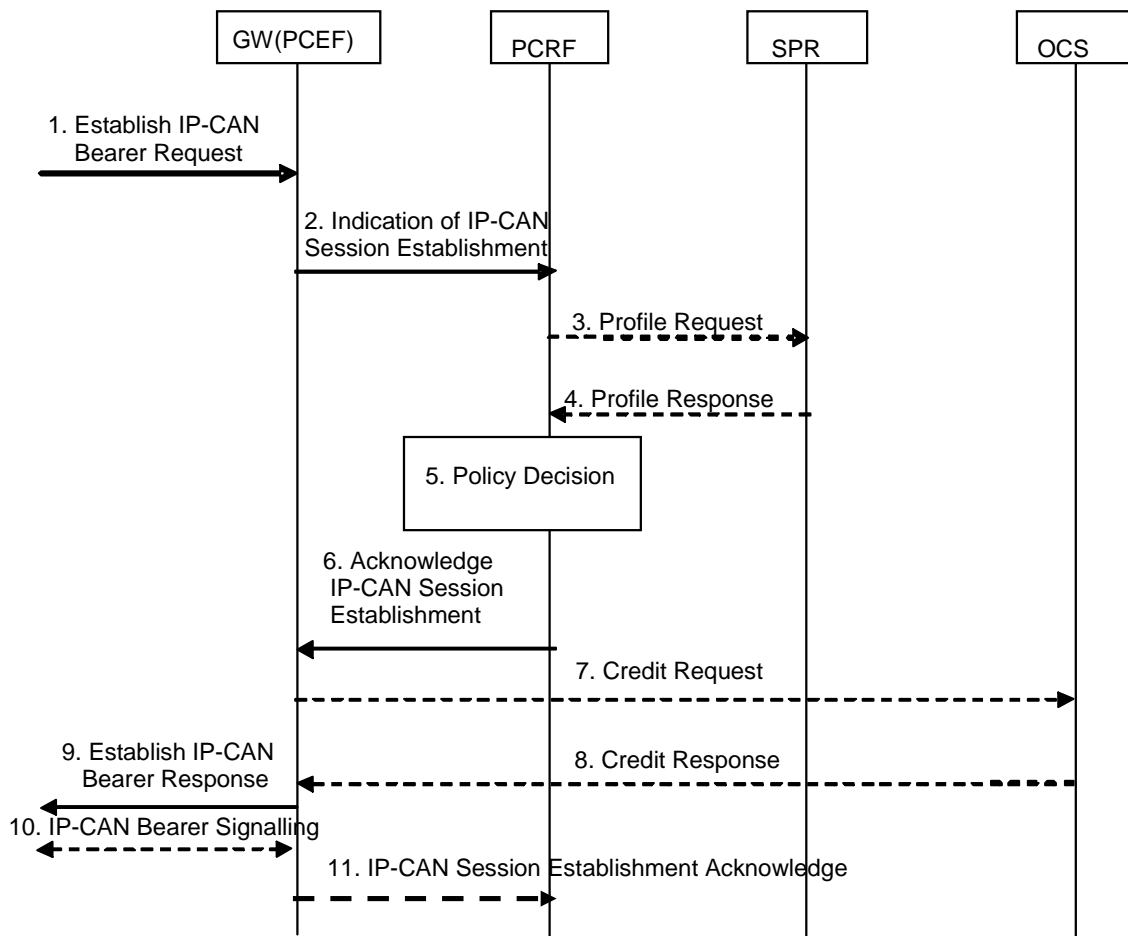 GW(PCEF)
PCRF
SPR
OCS
1. Establish IP-CAN
Bearer Request
2. Indication of IP-CAN
Session Establishment
3. Profile Request
4. Profile Response
5. Policy Decision
6. Acknowledge
IP-CAN Session
Establishment
7. Credit Request
8. Credit Response
9. Establish IP-CAN
Bearer Response
10. IP-CAN Bearer Signalling
11. IP-CAN Session Establishment Acknowledge